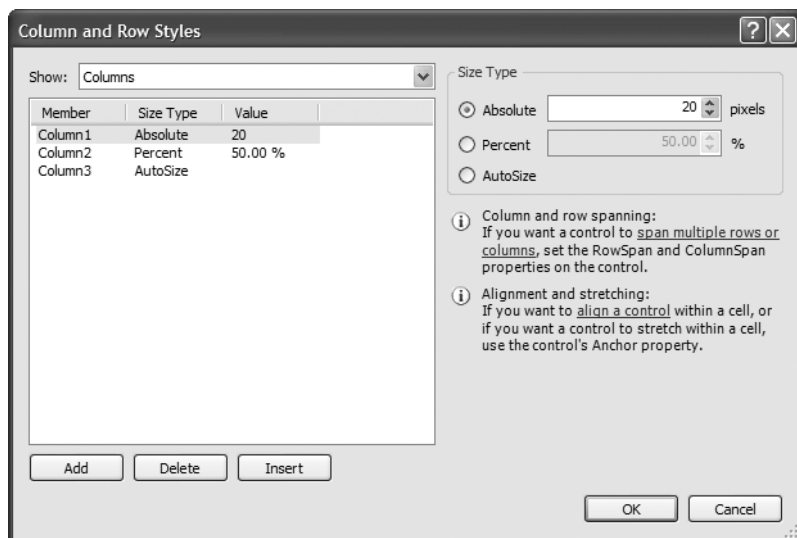 Column and Row Styles
Show: Columns
Member Size Type Value
Column1 Absolute 20
Column2 Percent 50.00 %
Column3 AutoSize
Add Delete Insert
Size Type
Absolute 20 pixels
Percent 50.00 %
AutoSize
Column and row spanning:
If you want a control to span multiple rows or
columns, set the RowSpan and ColumnSpan
properties on the control.
Alignment and stretching:
If you want to align a control within a cell, or
if you want a control to stretch within a cell,
use the control's Anchor property.
OK Cancel